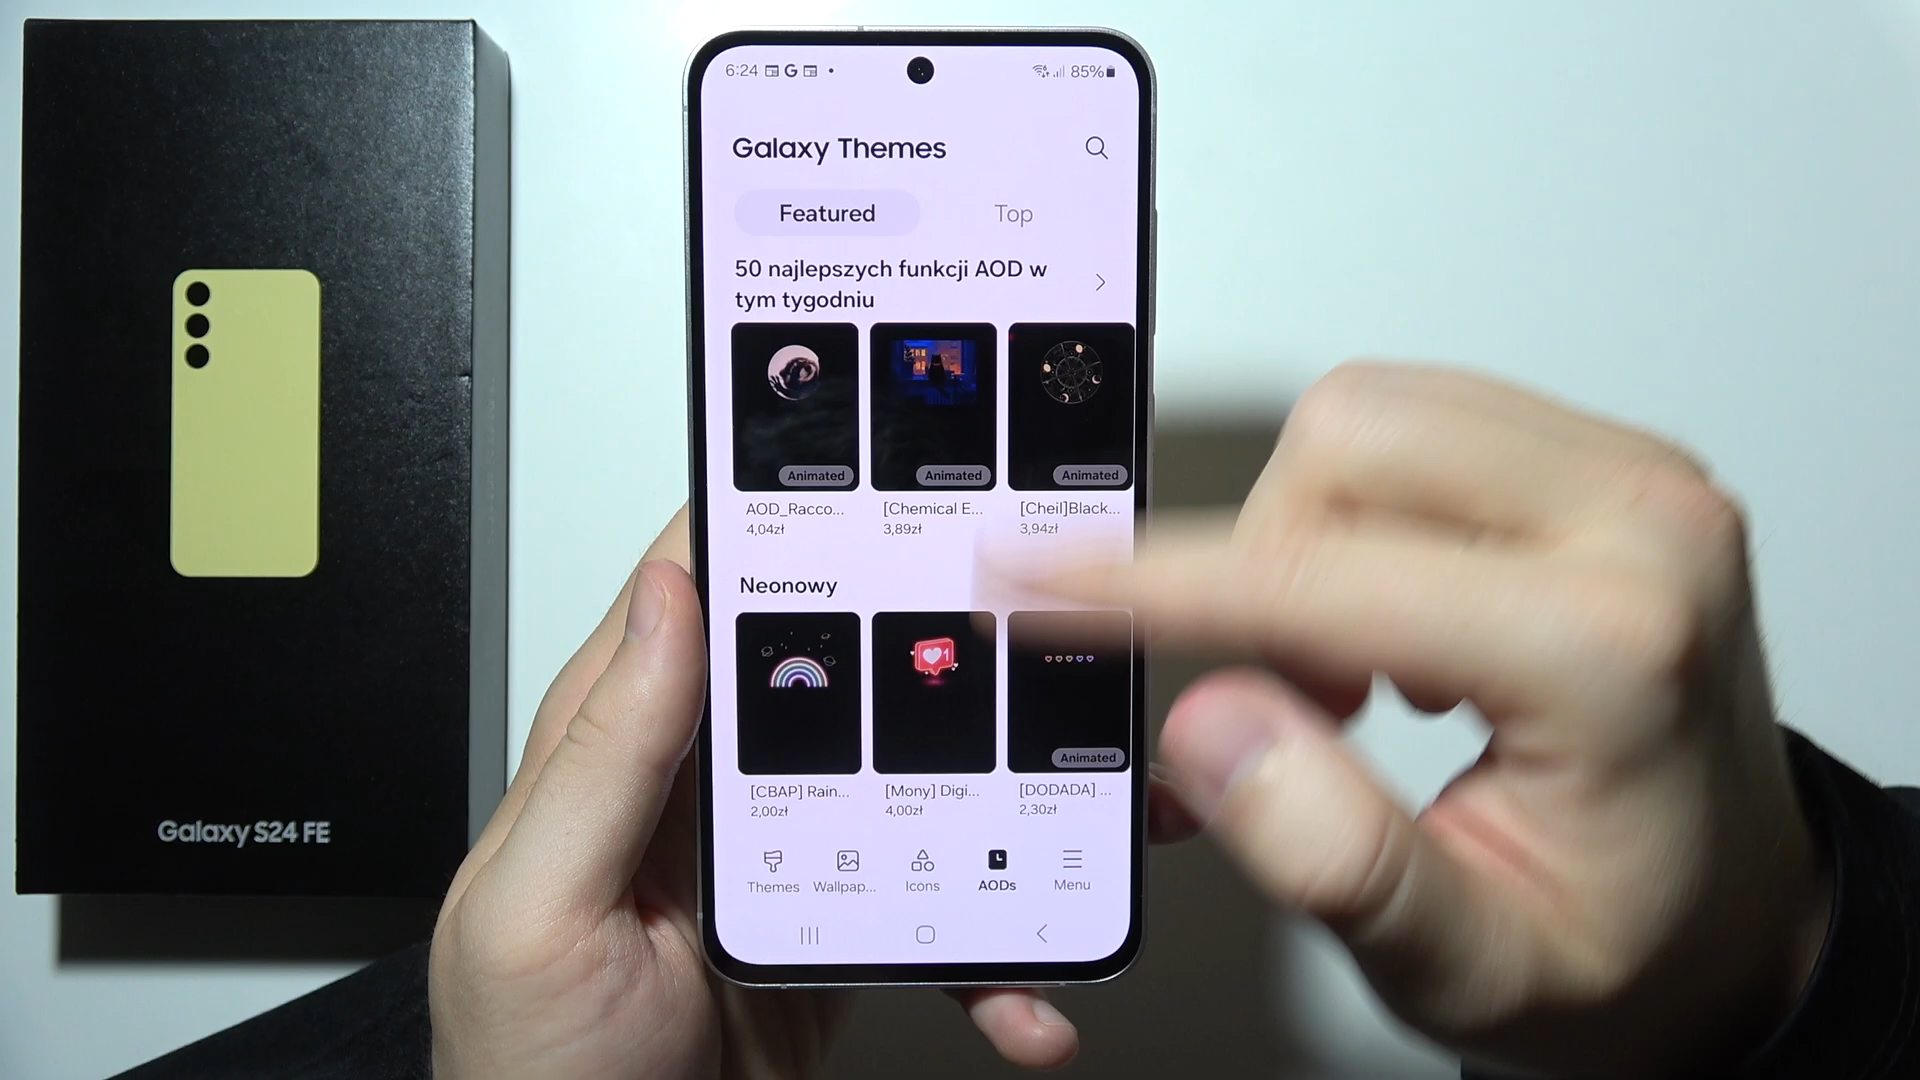 6:24 G 85%
Galaxy Themes
Featured Top
50 najlepszych funkcji AOD w
tym tygodniu
Animated Animated Animated
AOD_Racco... [Chemical E... [Cheil]Black...
4,04zł 3,89zł 3,94zł
Neonowy
1
Animated
[CBAP] Rain... [Mony] Digi... [DODADA] ...
2,00zł 4,00zł 2,30zł
Themes Wallpap... Icons AODs Menu
Galaxy S24 FE